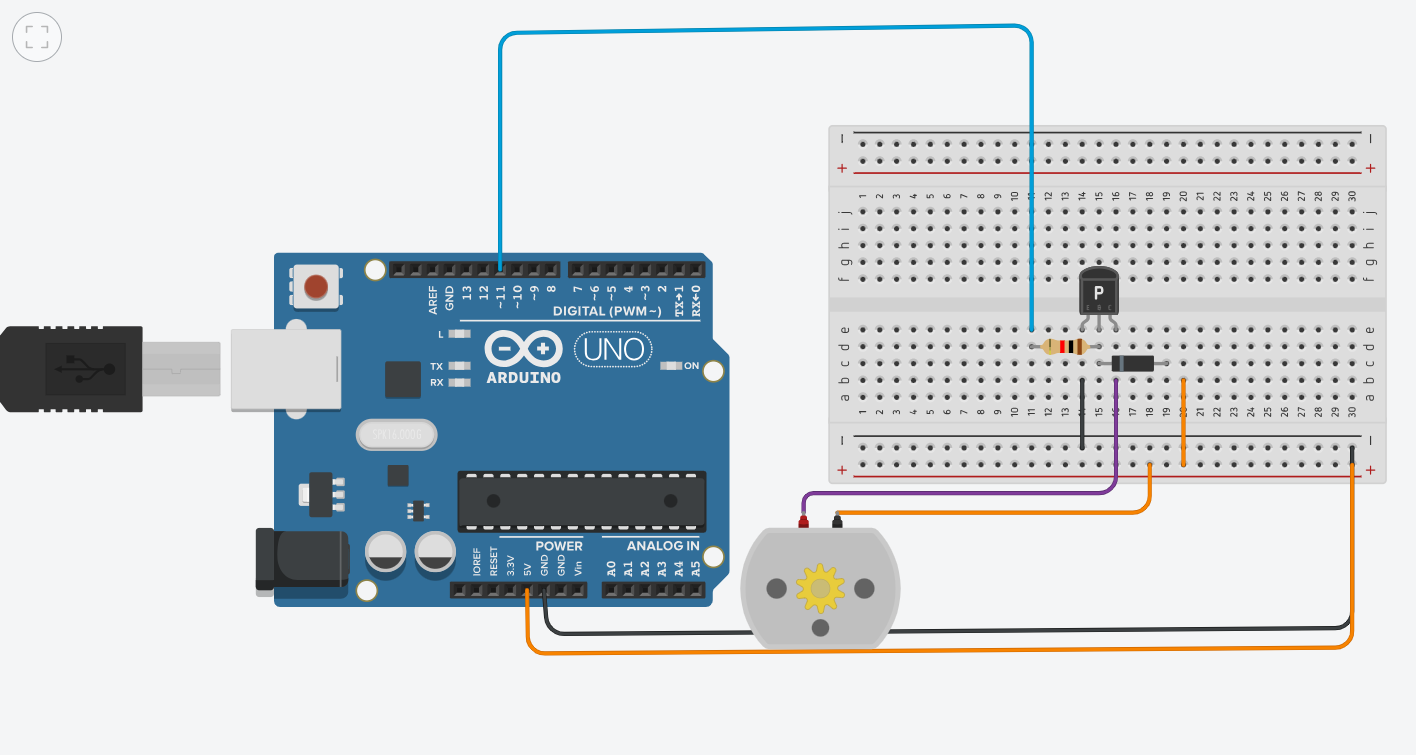 − −
+ +
1 2 3 4 5 6 7 8 9 10 11 12 13 14 15 16 17 18 19 20 21 22 23 24 25 26 27 28 29 30
j j
i i
h h
g g
f f
P
E B C
e e
d d
c c
b b
a a
1 2 3 4 5 6 7 8 9 10 11 12 13 14 15 16 17 18 19 20 21 22 23 24 25 26 27 28 29 30
− −
+ +
AREF GND 13 12 ~11 ~10 ~9 8 7 ~6 ~5 4 ~3 2 TX→1 RX←0
DIGITAL (PWM~)
L
TX
RX
UNO
ARDUINO
ON
SPK16.000G
POWER
ANALOG IN
IOREF RESET 3.3V 5V GND GND Vin A0 A1 A2 A3 A4 A5